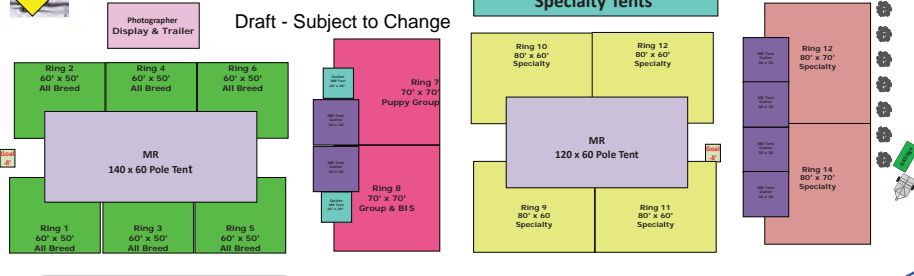 Specialty Tents
Photographer
Display & Trailer
Draft - Subject to Change
Ring 2
60' x 50'
All Breed
Ring 4
60' x 50'
All Breed
Ring 6
60' x 50'
All Breed
MR
140 x 60 Pole Tent
Goal
-8'
Ring 1
60' x 50'
All Breed
Ring 3
60' x 50'
All Breed
Ring 5
60' x 50'
All Breed
Ring 7
70' x 70'
Puppy Group
Ring 8
70' x 70'
Group & BIS
Ring 10
80' x 60'
Specialty
Ring 12
80' x 60'
Specialty
MR
120 x 60 Pole Tent
Goal
-8'
Ring 9
80' x 60
Specialty
Ring 11
80' x 60'
Specialty
Ring 12
80' x 70'
Specialty
Ring 14
80' x 70'
Specialty